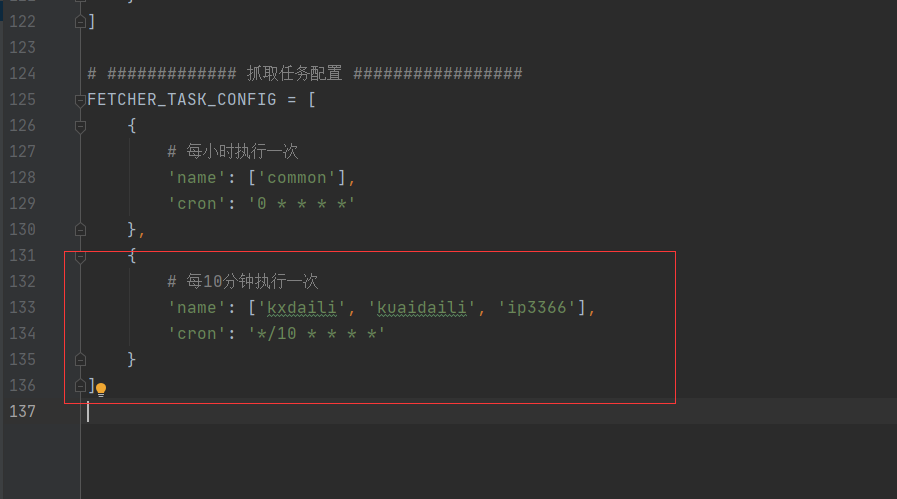 122 ]
123
124 # ############# 抓取任务配置 #################
125 FETCHER_TASK_CONFIG = [
126     {
127         # 每小时执行一次
128         'name': ['common'],
129         'cron': '0 * * * *'
130     },
131     {
132         # 每10分钟执行一次
133         'name': ['kxdaili', 'kuaidaili', 'ip3366'],
134         'cron': '*/10 * * * *'
135     }
136 ]
137